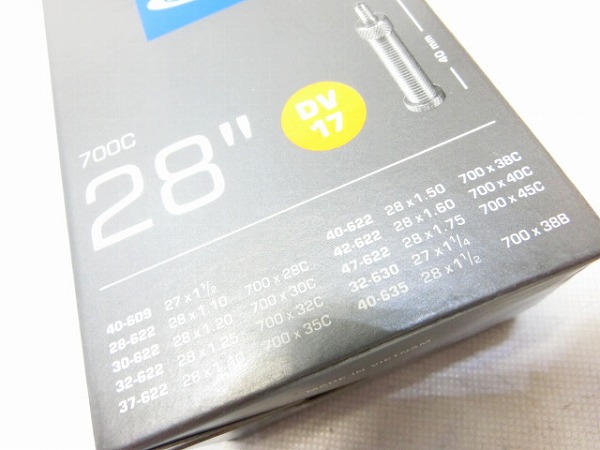 40 mm
DV
17
700C
28"
40-609 27 x 1½
28-622 28 x 1.10 700 x 28C
30-622 28 x 1.20 700 x 30C
32-622 28 x 1.25 700 x 32C
37-622 28 x 1.40 700 x 35C
40-622 28 x 1.50 700 x 38C
42-622 28 x 1.60 700 x 40C
47-622 28 x 1.75 700 x 45C
32-630 27 x 1¼
40-635 28 x 1½ 700 x 38B
MADE IN VIETNAM